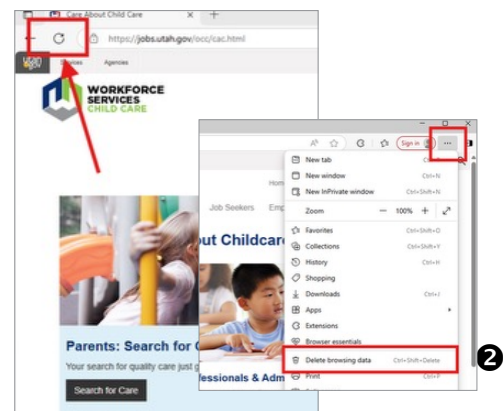 Care About Child Care
https://jobs.utah.gov/occ/cac.html
Services Agencies
WORKFORCE
SERVICES
CHILD CARE
Sign in
New tab
New window Ctrl+N
New InPrivate window Ctrl+Shift+N
Zoom 100%
Favorites Ctrl+Shift+O
Collections Ctrl+Shift+Y
History Ctrl+H
Shopping
Downloads Ctrl+J
Apps
Extensions
Browser essentials
Delete browsing data Ctrl+Shift+Delete
Print Ctrl+P
Job Seekers
out Childcare
essionals & Adm
Parents: Search for
Your search for quality care just
Search for Care
2